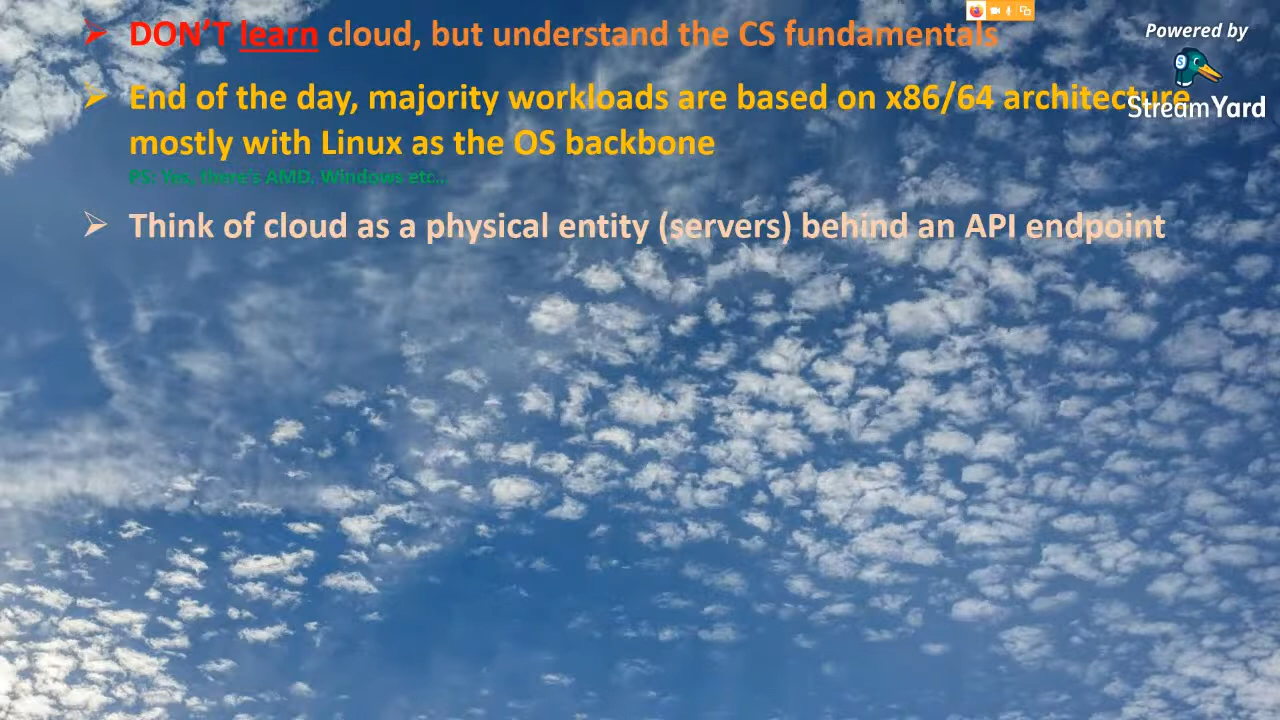 DON'T learn cloud, but understand the CS fundamentals
Powered by
StreamYard
End of the day, majority workloads are based on x86/64 architecture
mostly with Linux as the OS backbone
PS: Yes, there's AMD, Windows etc...
Think of cloud as a physical entity (servers) behind an API endpoint